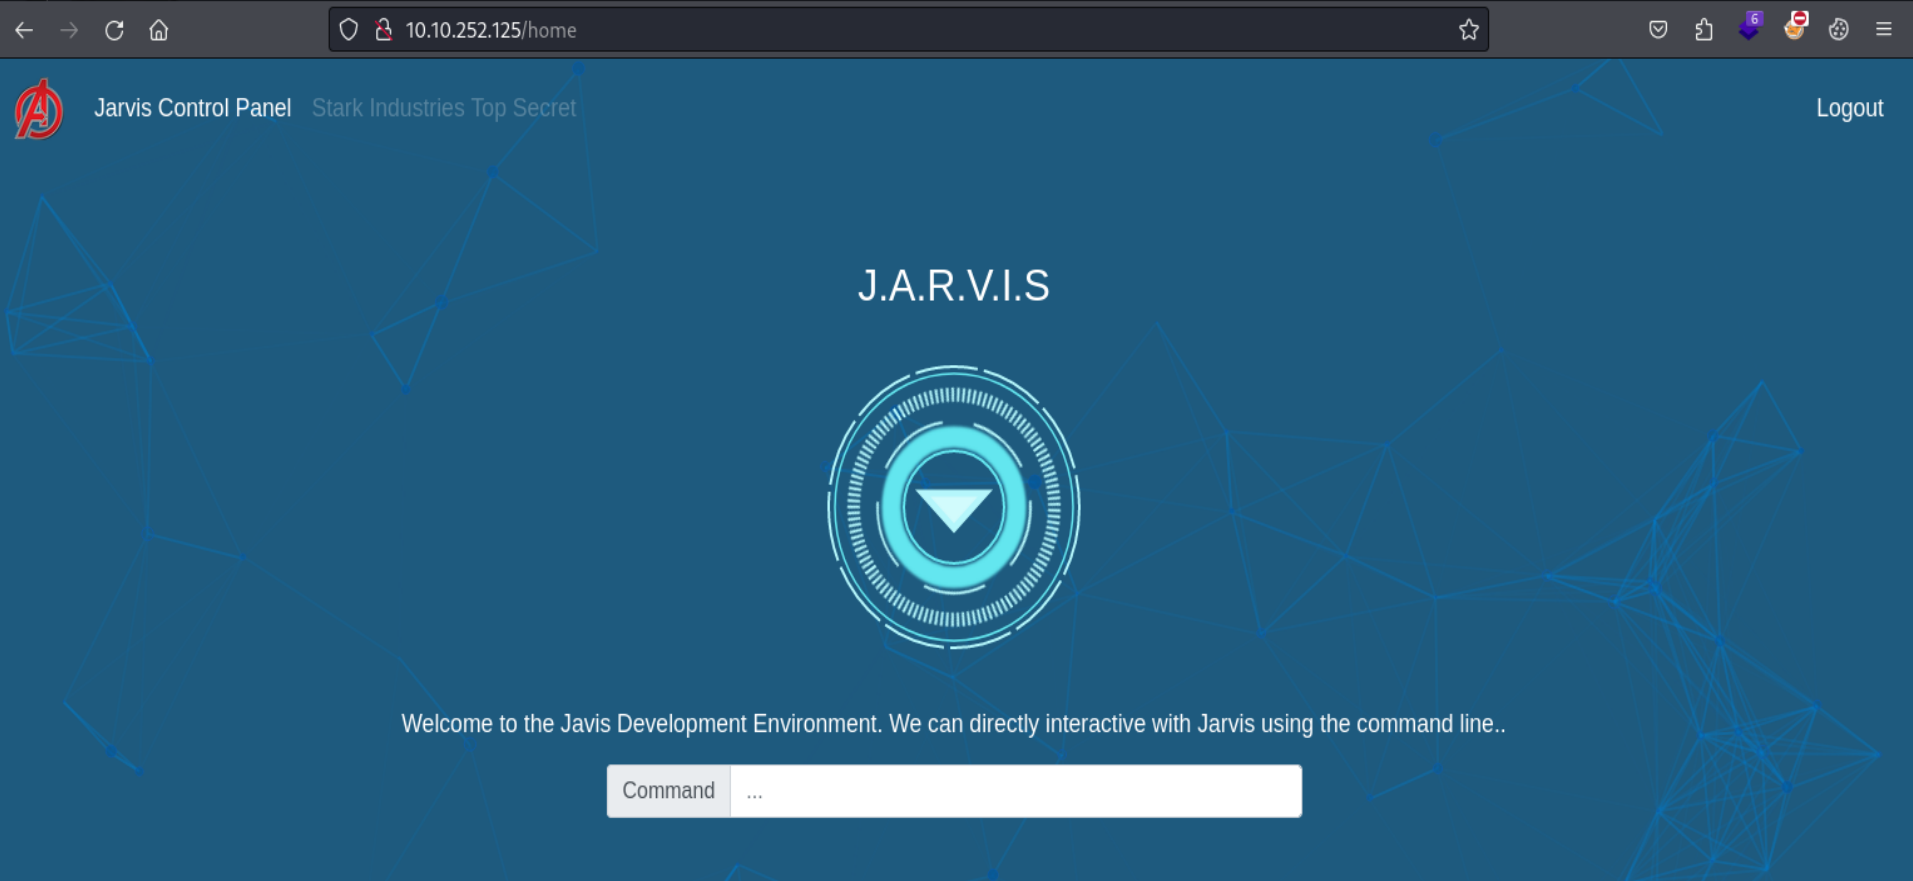 10.10.252.125/home
6
Jarvis Control Panel Stark Industries Top Secret Logout
J.A.R.V.I.S
Welcome to the Javis Development Environment. We can directly interactive with Jarvis using the command line..
Command ...